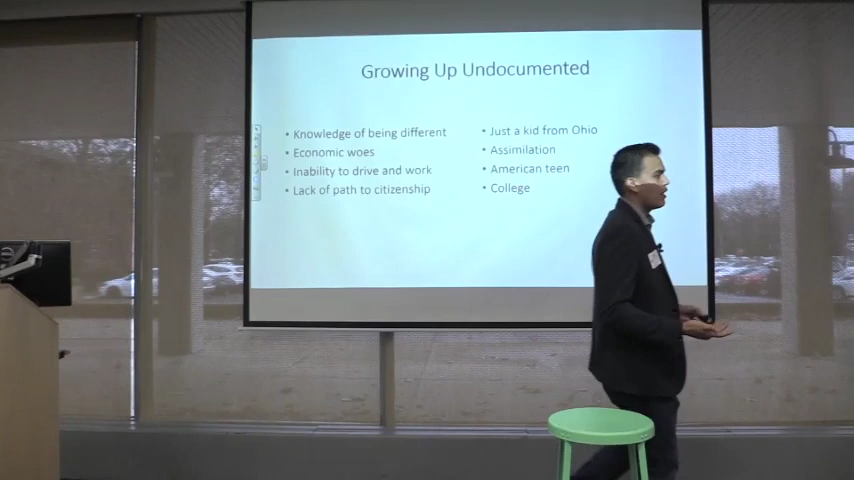 Growing Up Undocumented
• Knowledge of being different
• Economic woes
• Inability to drive and work
• Lack of path to citizenship
• Just a kid from Ohio
• Assimilation
• American teen
• College